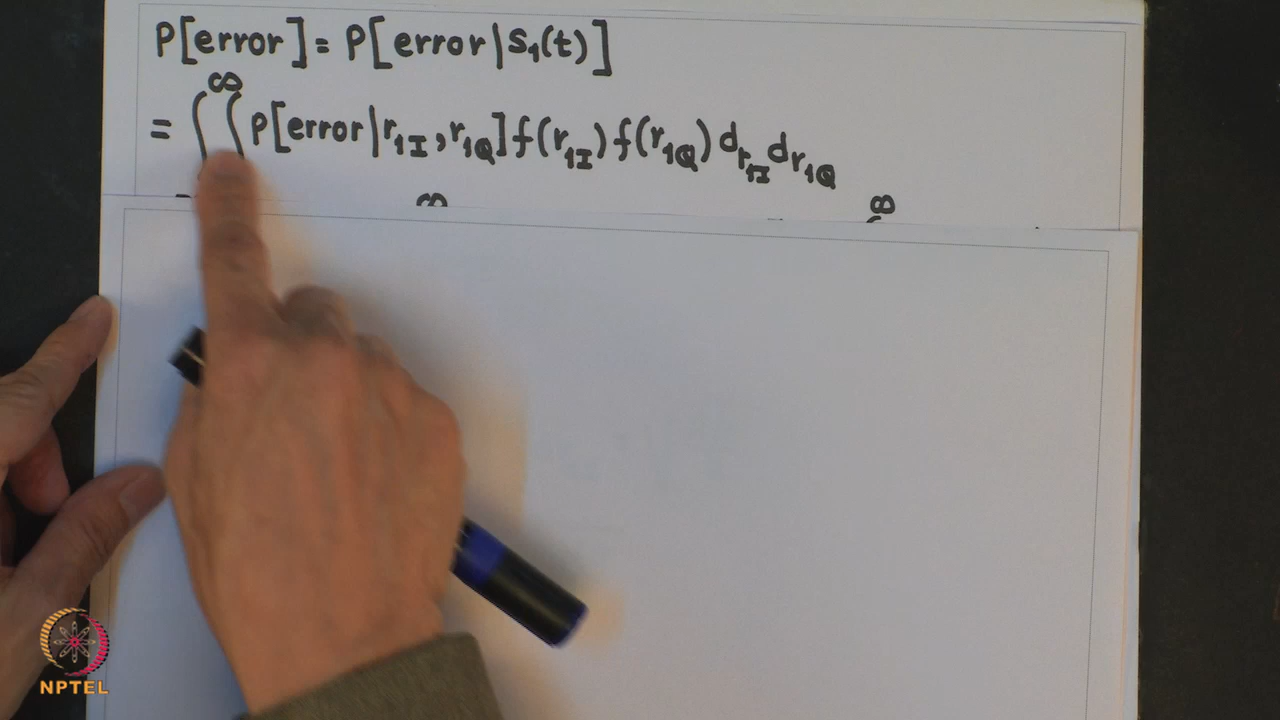 P[error] = P[error|S₁(t)]
∞
= ∫∫ P[error|r₁I, r₁Q] f(r₁I) f(r₁Q) dr₁I dr₁Q
∞ ∞
NPTEL